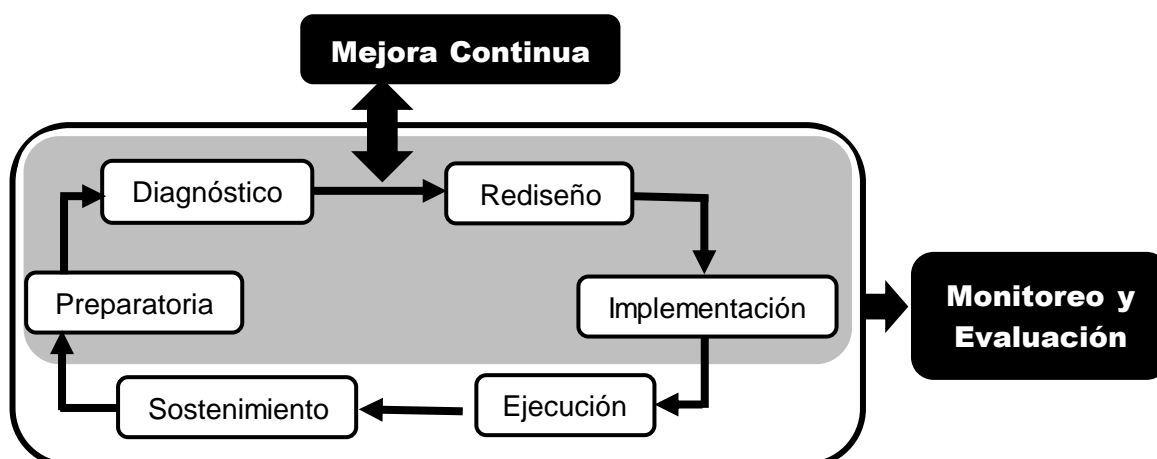 Mejora Continua
Diagnóstico
Rediseño
Preparatoria
Implementación
Monitoreo y
Evaluación
Sostenimiento
Ejecución